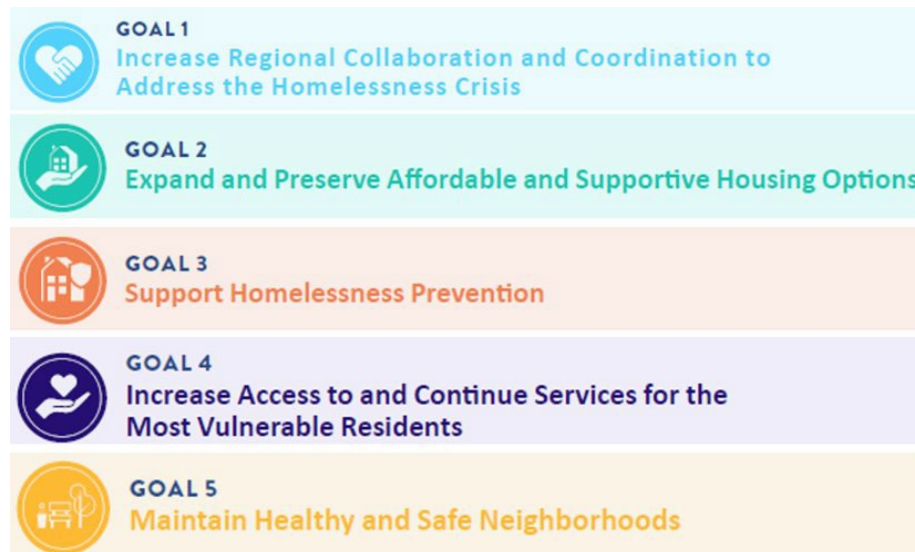 GOAL 1
Increase Regional Collaboration and Coordination to
Address the Homelessness Crisis
GOAL 2
Expand and Preserve Affordable and Supportive Housing Options
GOAL 3
Support Homelessness Prevention
GOAL 4
Increase Access to and Continue Services for the
Most Vulnerable Residents
GOAL 5
Maintain Healthy and Safe Neighborhoods